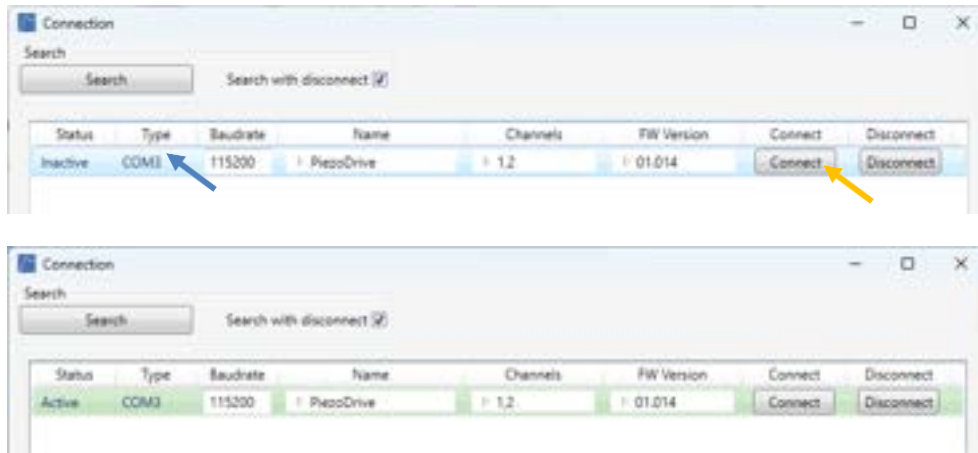 Connection
Search
Search Search with disconnect
Status Type Baudrate Name Channels FW Version Connect Disconnect
Inactive COM3 115200 PiezoDrive 1,2 01.014 Connect Disconnect
Connection
Search
Search Search with disconnect
Status Type Baudrate Name Channels FW Version Connect Disconnect
Active COM3 115200 PiezoDrive 1,2 01.014 Connect Disconnect